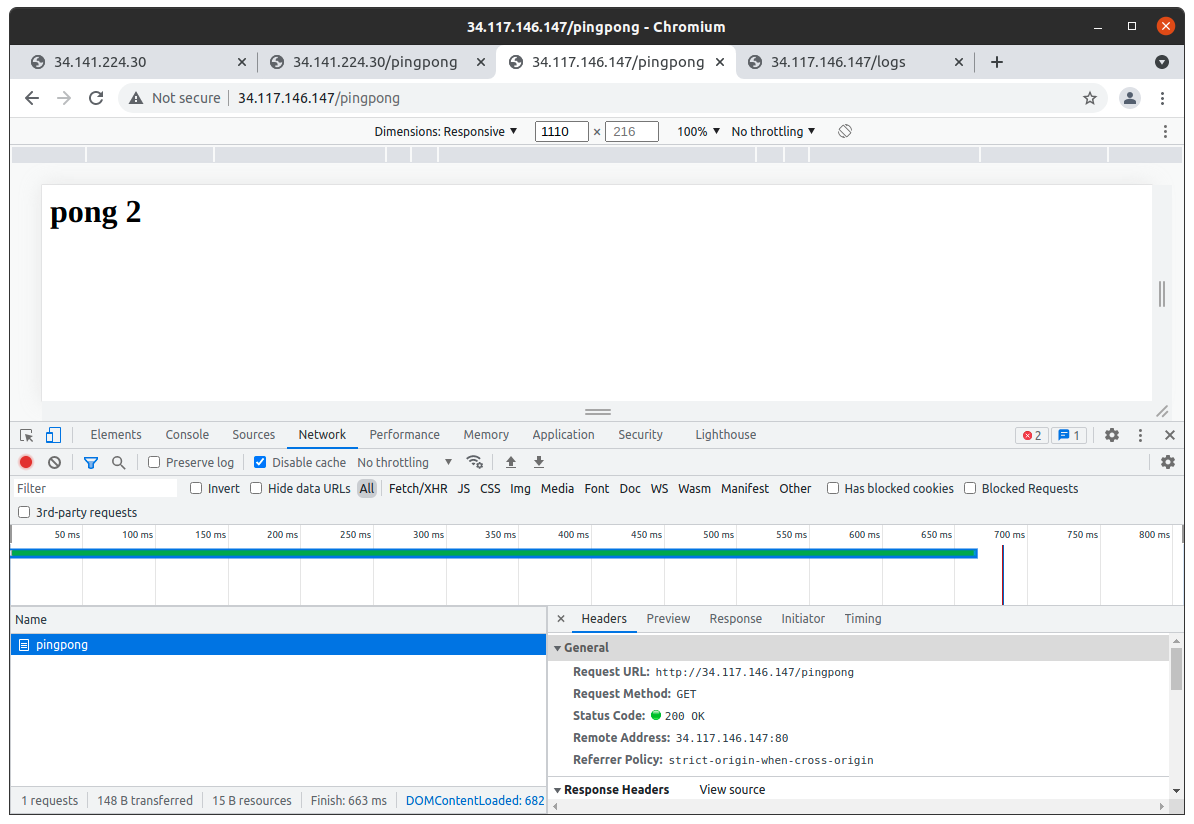 34.117.146.147/pingpong - Chromium
34.141.224.30 34.141.224.30/pingpong 34.117.146.147/pingpong 34.117.146.147/logs
Not secure 34.117.146.147/pingpong
Dimensions: Responsive 1110 × 216 100% No throttling
pong 2
Elements Console Sources Network Performance Memory Application Security Lighthouse 2 1
Preserve log Disable cache No throttling
Filter Invert Hide data URLs All Fetch/XHR JS CSS Img Media Font Doc WS Wasm Manifest Other Has blocked cookies Blocked Requests
3rd-party requests
50 ms 100 ms 150 ms 200 ms 250 ms 300 ms 350 ms 400 ms 450 ms 500 ms 550 ms 600 ms 650 ms 700 ms 750 ms 800 ms
Name
pingpong
1 requests 148 B transferred 15 B resources Finish: 663 ms DOMContentLoaded: 682
Headers Preview Response Initiator Timing
General
Request URL: http://34.117.146.147/pingpong
Request Method: GET
Status Code: 200 OK
Remote Address: 34.117.146.147:80
Referrer Policy: strict-origin-when-cross-origin
Response Headers View source